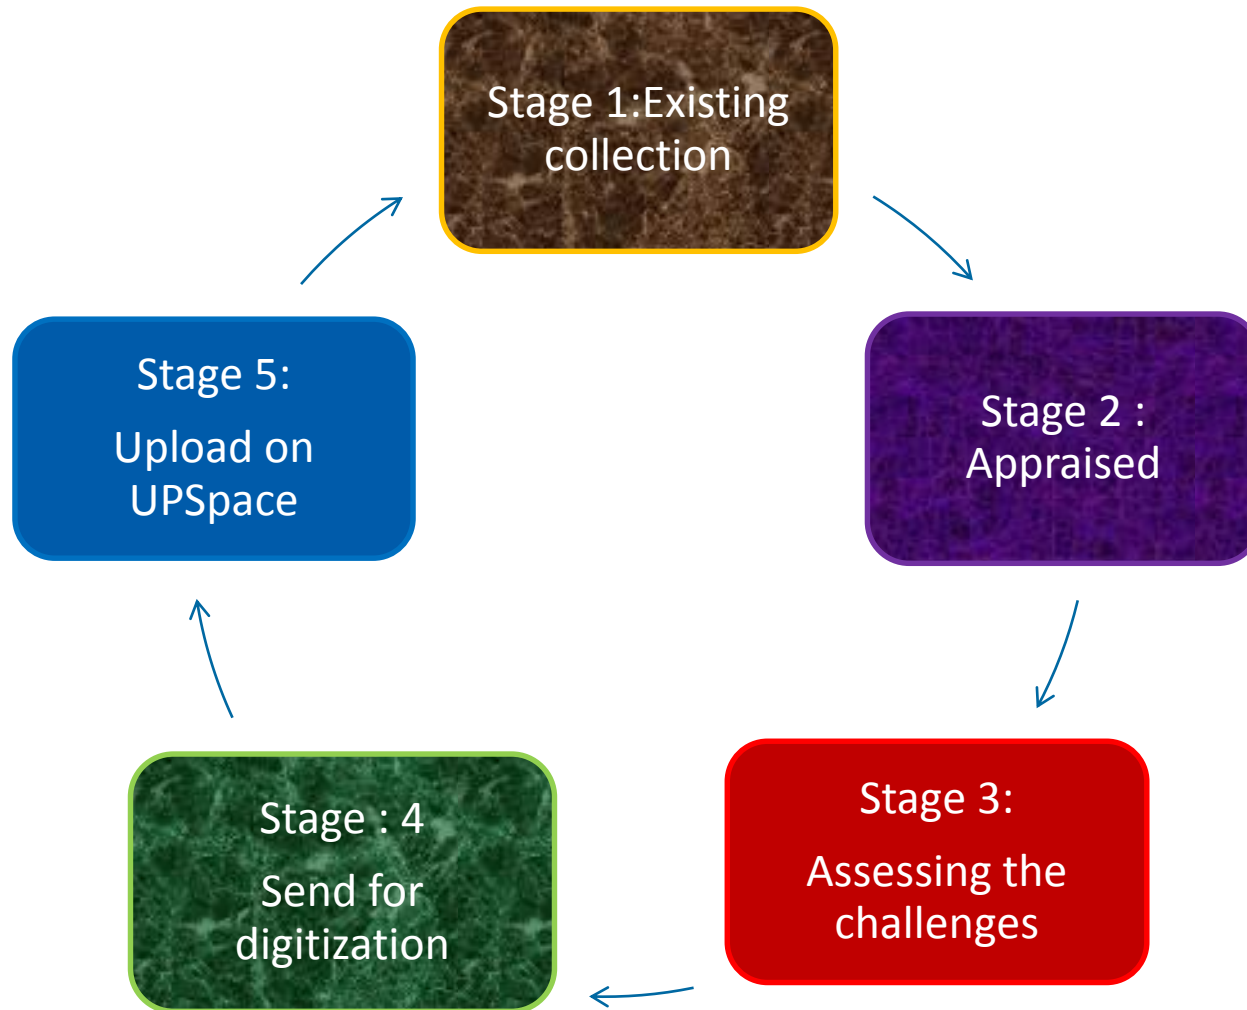 Stage 1:Existing
collection
Stage 2 :
Appraised
Stage 3:
Assessing the
challenges
Stage : 4
Send for
digitization
Stage 5:
Upload on
UPSpace